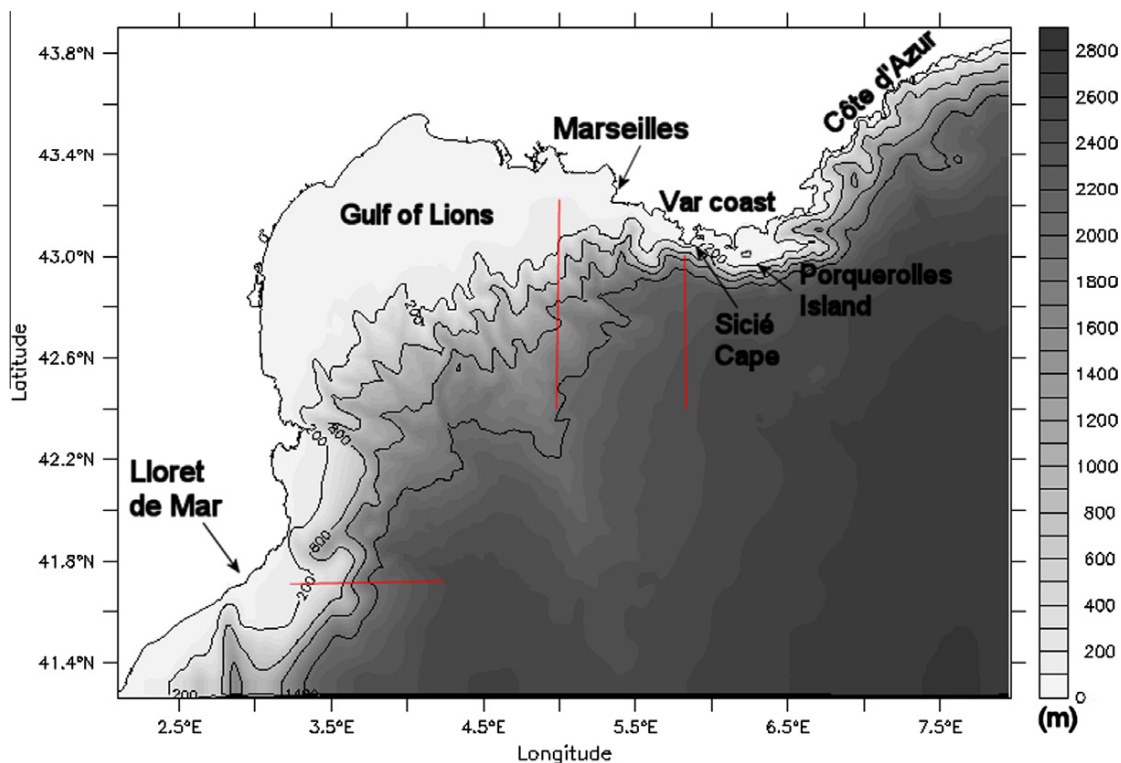 43.8°N
43.4°N
43.0°N
42.6°N
42.2°N
41.8°N
41.4°N
Latitude
Côte d'Azur
Marseilles
Gulf of Lions
Var coast
Porquerolles
Island
Sicié
Cape
Lloret
de Mar
200
200
800
800
200
200
2.5°E
3.5°E
4.5°E
5.5°E
6.5°E
7.5°E
Longitude
2800
2600
2400
2200
2000
1800
1600
1400
1200
1000
800
600
400
200
0
(m)